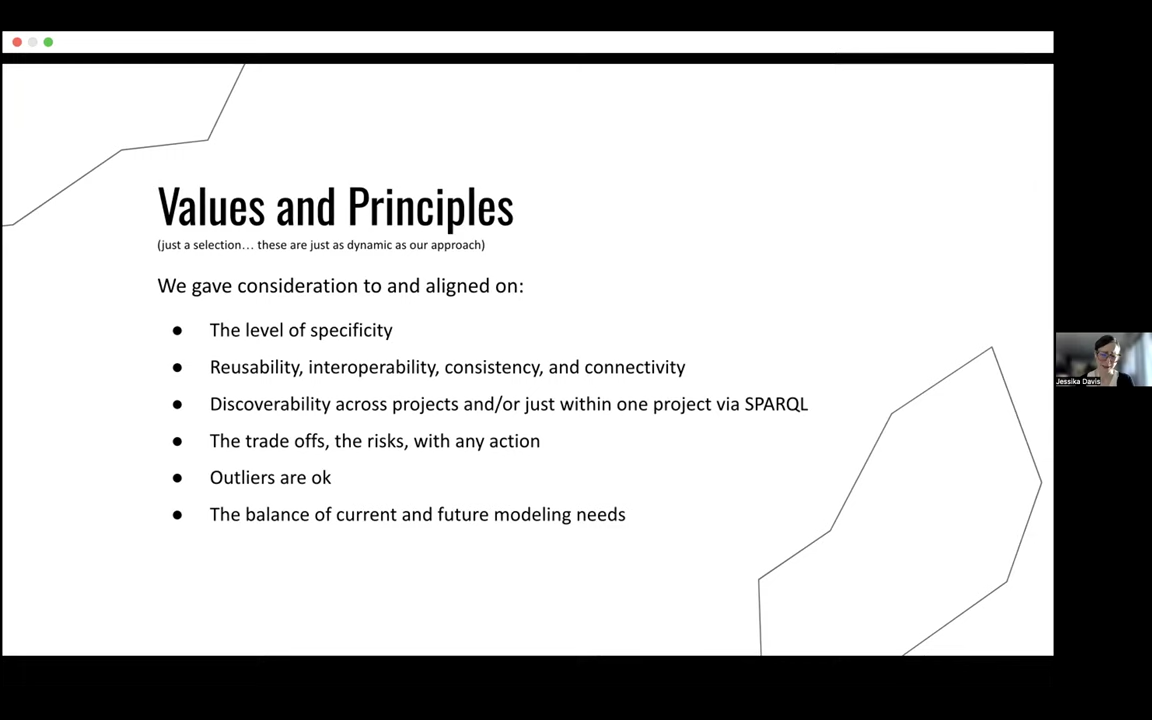 Values and Principles
(just a selection... these are just as dynamic as our approach)
We gave consideration to and aligned on:
● The level of specificity
● Reusability, interoperability, consistency, and connectivity
● Discoverability across projects and/or just within one project via SPARQL
● The trade offs, the risks, with any action
● Outliers are ok
● The balance of current and future modeling needs
Jessika Davis